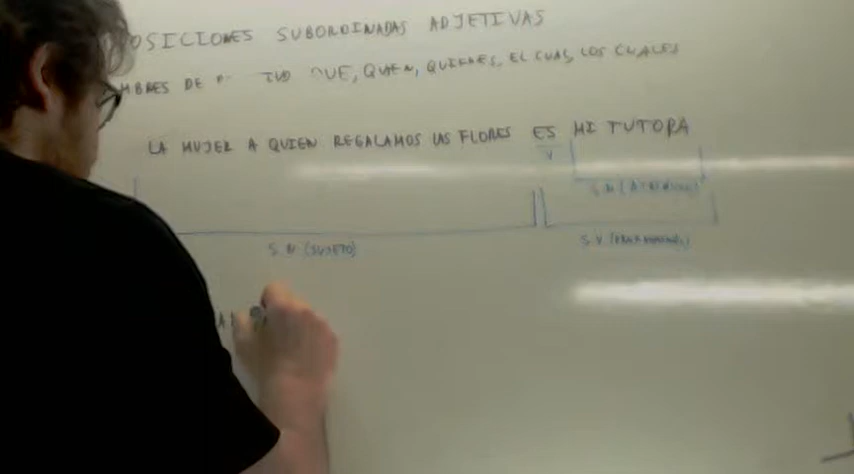 OSICIONES SUBORDINADAS ADJETIVAS
MBRES DE QUE, QUIEN, QUIENES, EL CUAL, LOS CUALES
LA MUJER A QUIEN REGALAMOS LAS FLORES ES MI TUTORA
V
S.N (ATRIBUTO)
S.N (SUJETO) S.V (PREDICADO)